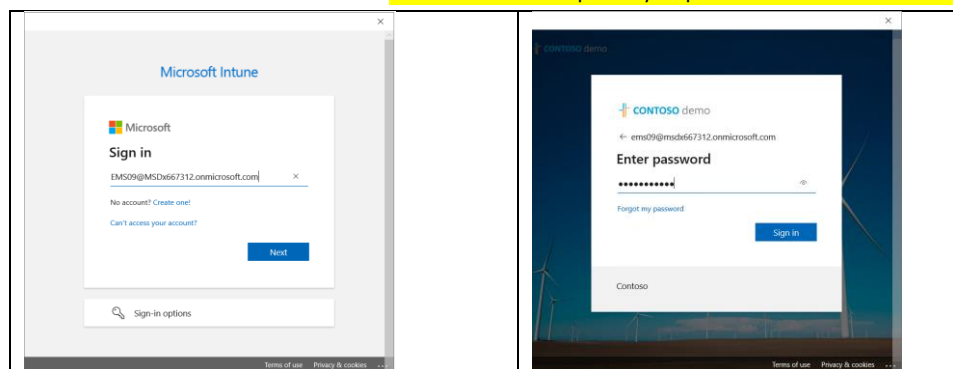 Microsoft Intune
Microsoft
Sign in
EMS09@MSDx667312.onmicrosoft.com
No account? Create one!
Can't access your account?
Next
Sign-in options
Terms of use Privacy & cookies ...
CONTOSO demo
CONTOSO demo
← ems09@msdx667312.onmicrosoft.com
Enter password
Forgot my password
Sign in
Contoso
Terms of use Privacy & cookies ...